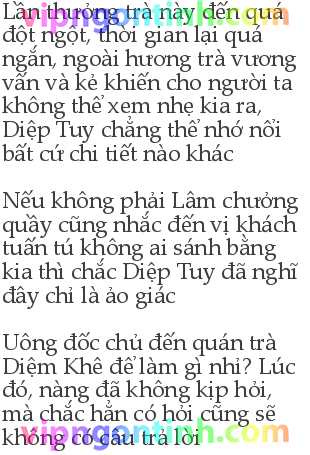 Lần thưởng trà này đến quá
vipngontinh.com
đột ngột, thời gian lại quá
ngắn, ngoài hương trà vương
vấn và kẻ khiến cho người ta
không thể xem nhẹ kia ra,
Diệp Tuy chẳng thể nhớ nổi
bất cứ chi tiết nào khác
Nếu không phải Lâm chưởng
quầy cũng nhắc đến vị khách
tuấn tú không ai sánh bằng
kia thì chắc Diệp Tuy đã nghĩ
đây chỉ là ảo giác
Uông đốc chủ đến quán trà
Diệm Khê để làm gì nhỉ? Lúc
đó, nàng đã không kịp hỏi,
mà chắc hẳn có hỏi cũng sẽ
không có câu trả lời
vipngontinh.com